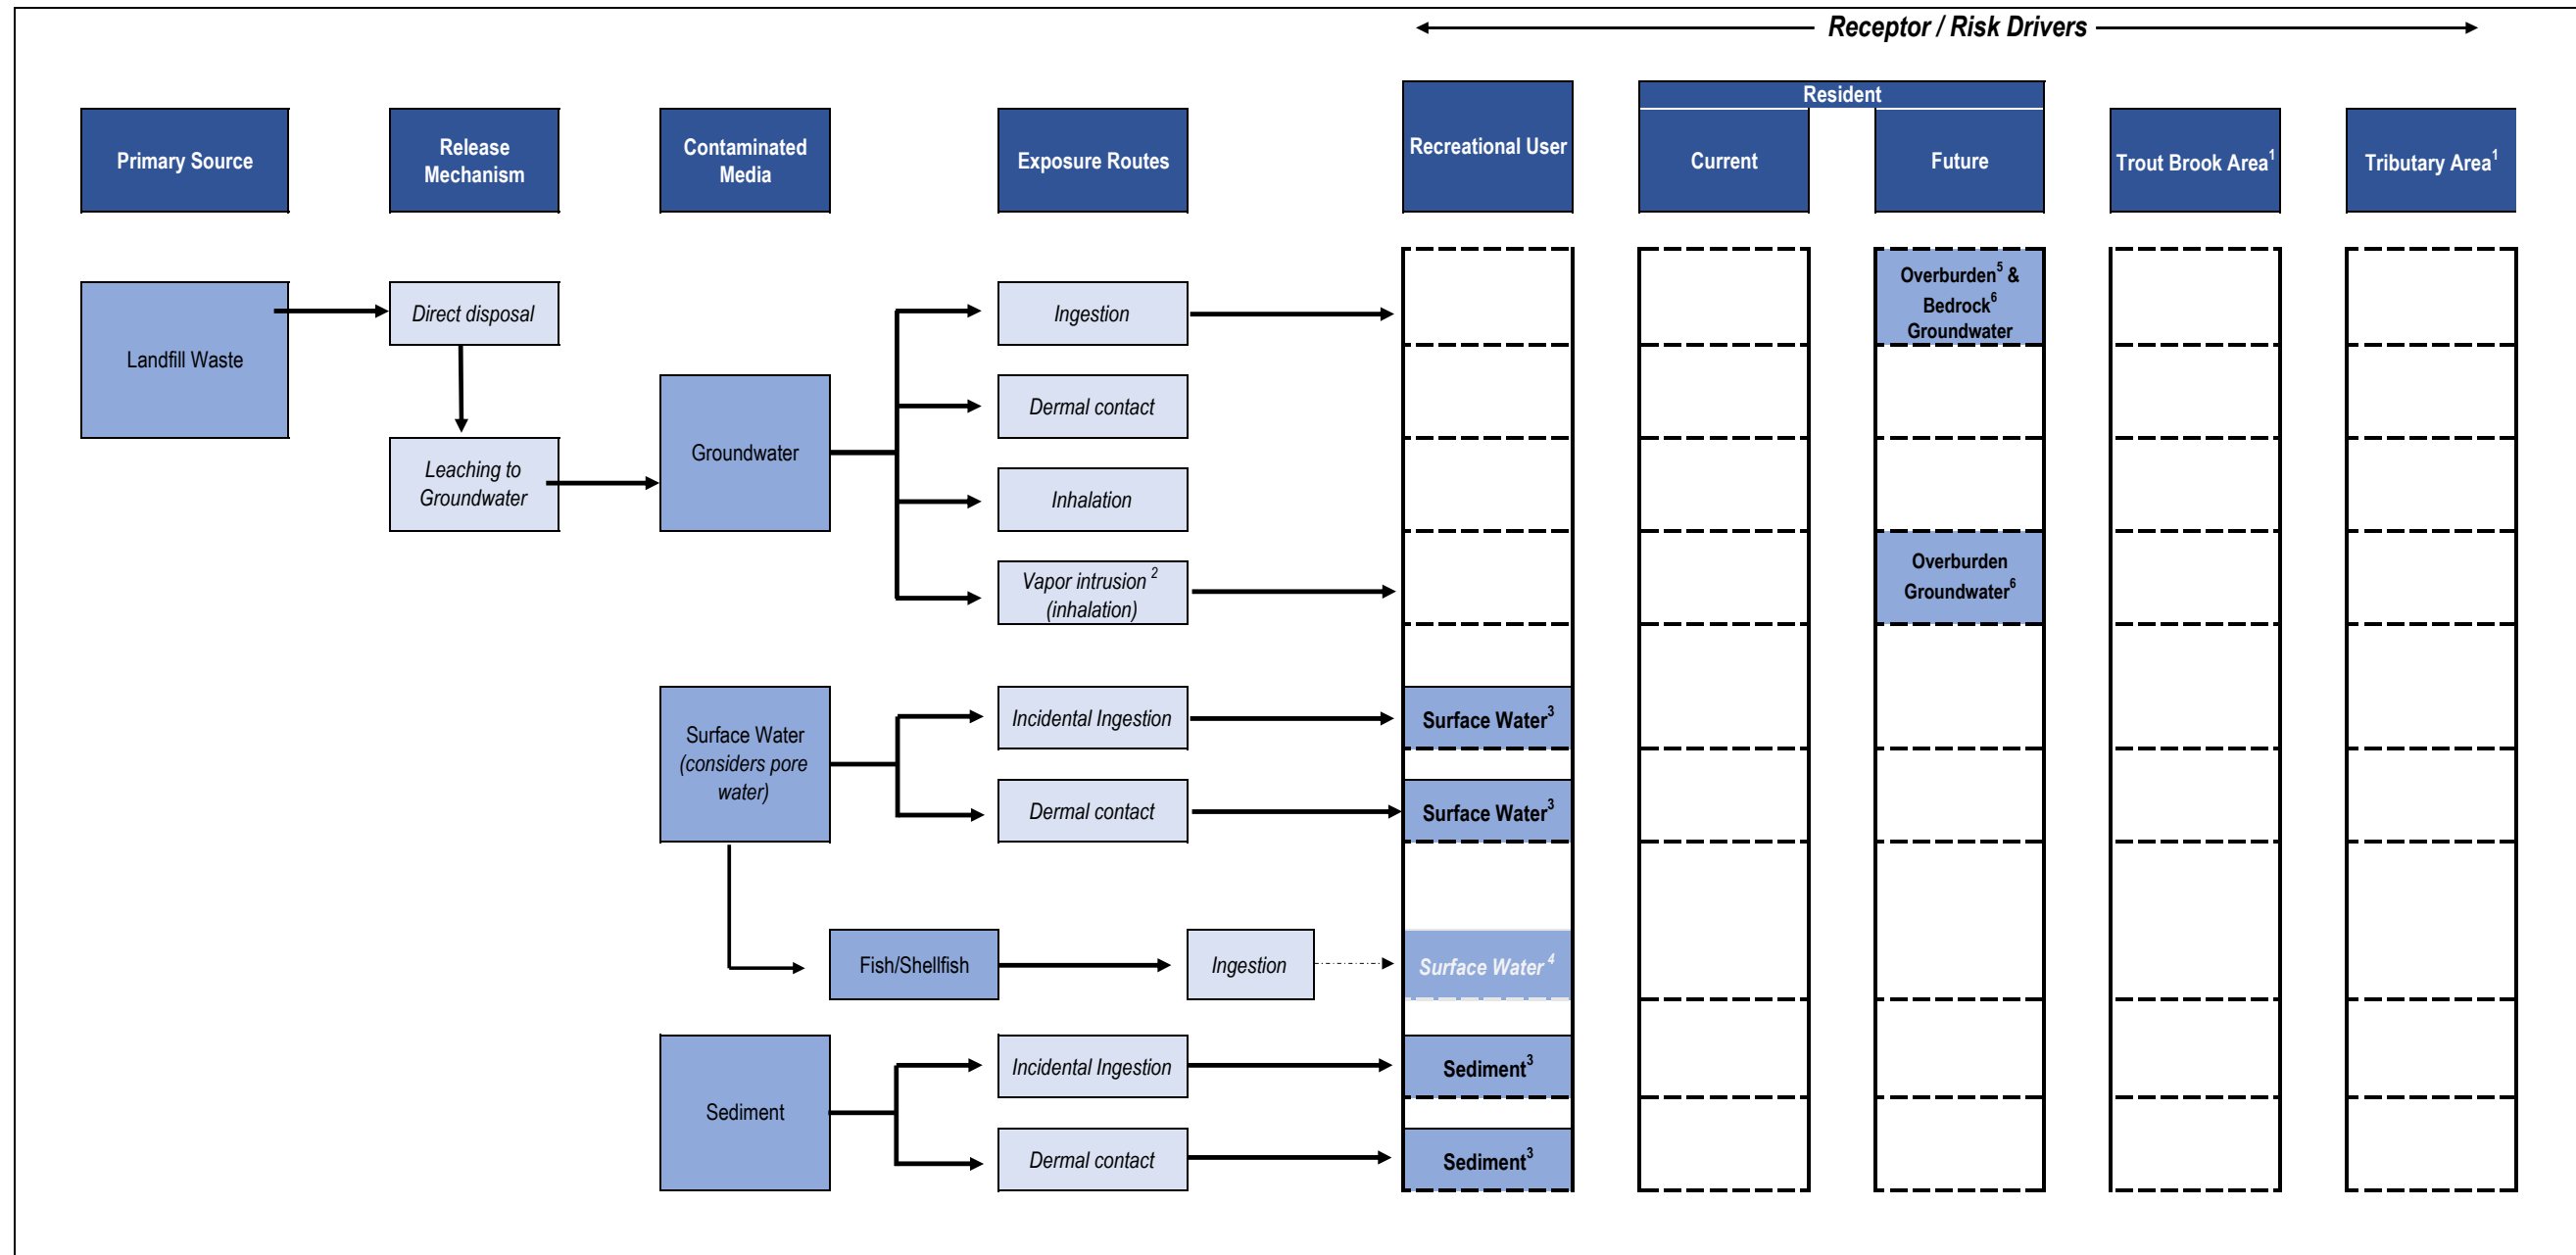 Receptor / Risk Drivers
Primary Source
Release
Mechanism
Contaminated
Media
Exposure Routes
Recreational User
Resident
Current
Future
Trout Brook Area1
Tributary Area1
Landfill Waste
Direct disposal
Leaching to
Groundwater
Groundwater
Ingestion
Dermal contact
Inhalation
Vapor intrusion 2
(inhalation)
Overburden5 &
Bedrock6
Groundwater
Overburden
Groundwater6
Surface Water
(considers pore
water)
Incidental Ingestion
Surface Water3
Dermal contact
Surface Water3
Fish/Shellfish
Ingestion
Surface Water 4
Sediment
Incidental Ingestion
Sediment3
Dermal contact
Sediment3